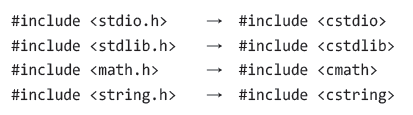 #include <stdio.h> → #include <cstdio>
#include <stdlib.h> → #include <cstdlib>
#include <math.h> → #include <cmath>
#include <string.h> → #include <cstring>